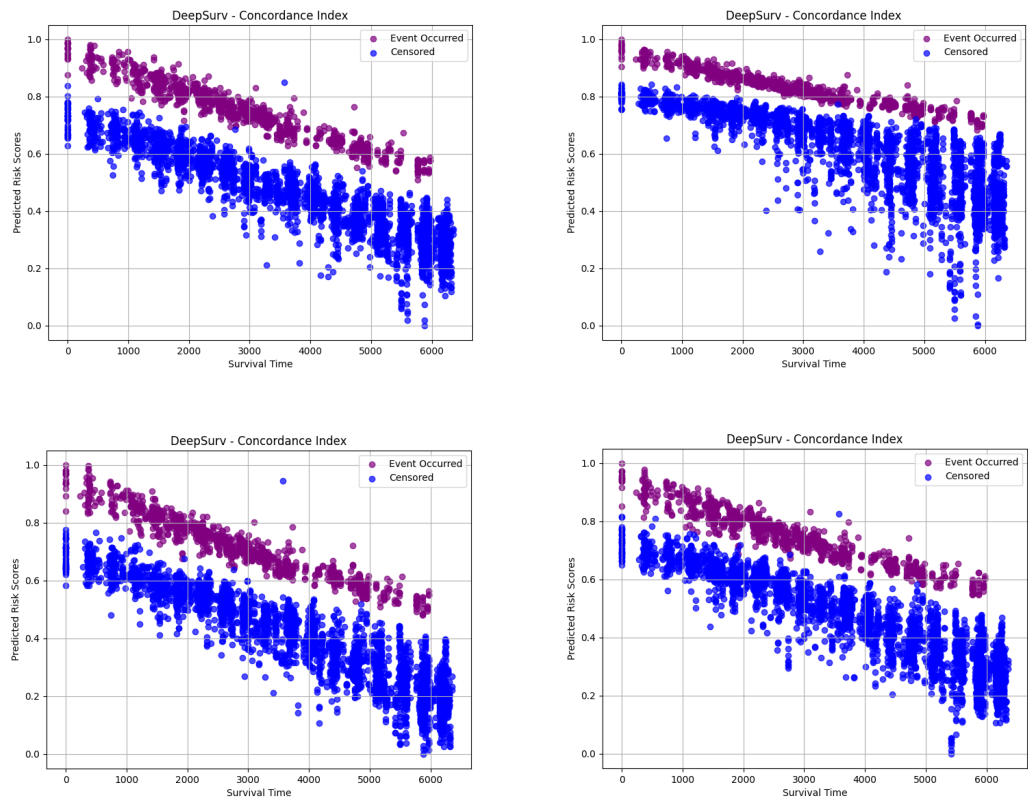 DeepSurv - Concordance Index
1.0
0.8
0.6
0.4
0.2
0.0
Predicted Risk Scores
Event Occurred
Censored
0 1000 2000 3000 4000 5000 6000
Survival Time
DeepSurv - Concordance Index
1.0
0.8
0.6
0.4
0.2
0.0
Predicted Risk Scores
Event Occurred
Censored
0 1000 2000 3000 4000 5000 6000
Survival Time
DeepSurv - Concordance Index
1.0
0.8
0.6
0.4
0.2
0.0
Predicted Risk Scores
Event Occurred
Censored
0 1000 2000 3000 4000 5000 6000
Survival Time
DeepSurv - Concordance Index
1.0
0.8
0.6
0.4
0.2
0.0
Predicted Risk Scores
Event Occurred
Censored
0 1000 2000 3000 4000 5000 6000
Survival Time